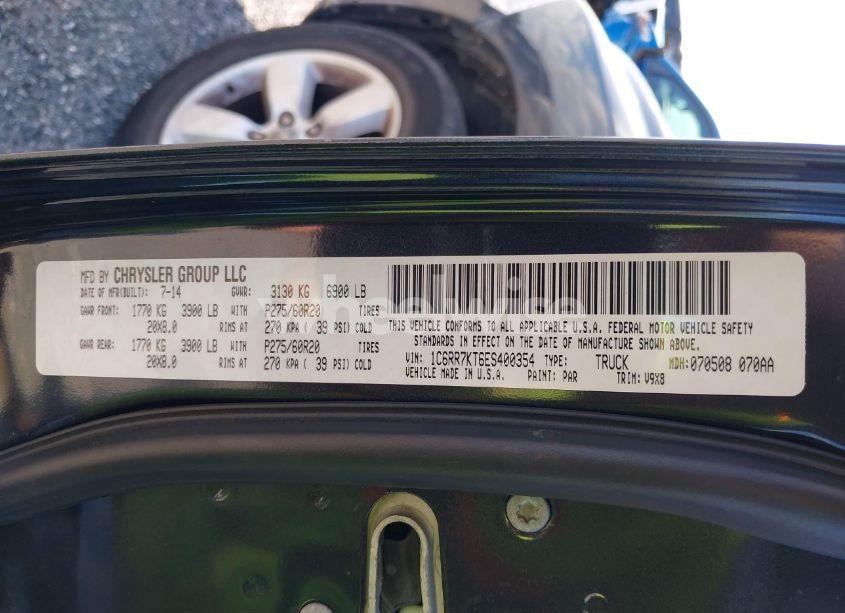 MFD BY CHRYSLER GROUP LLC
DATE OF MFR(BUILT): 7-14 GVWR: 3130 KG 6900 LB
GAWR FRONT: 1770 KG 3900 LB WITH P275/60R20 TIRES
20X8.0 RIMS AT 270 KPA ( 39 PSI) COLD
GAWR REAR: 1770 KG 3900 LB WITH P275/60R20 TIRES
20X8.0 RIMS AT 270 KPA ( 39 PSI) COLD
THIS VEHICLE CONFORMS TO ALL APPLICABLE U.S.A. FEDERAL MOTOR VEHICLE SAFETY
STANDARDS IN EFFECT ON THE DATE OF MANUFACTURE SHOWN ABOVE.
VIN: 1C6RR7KT6ES400354 TYPE: TRUCK MDH: 070508 070AA
VEHICLE MADE IN U.S.A. PAINT: PAR TRIM: V9X8
wheelwise